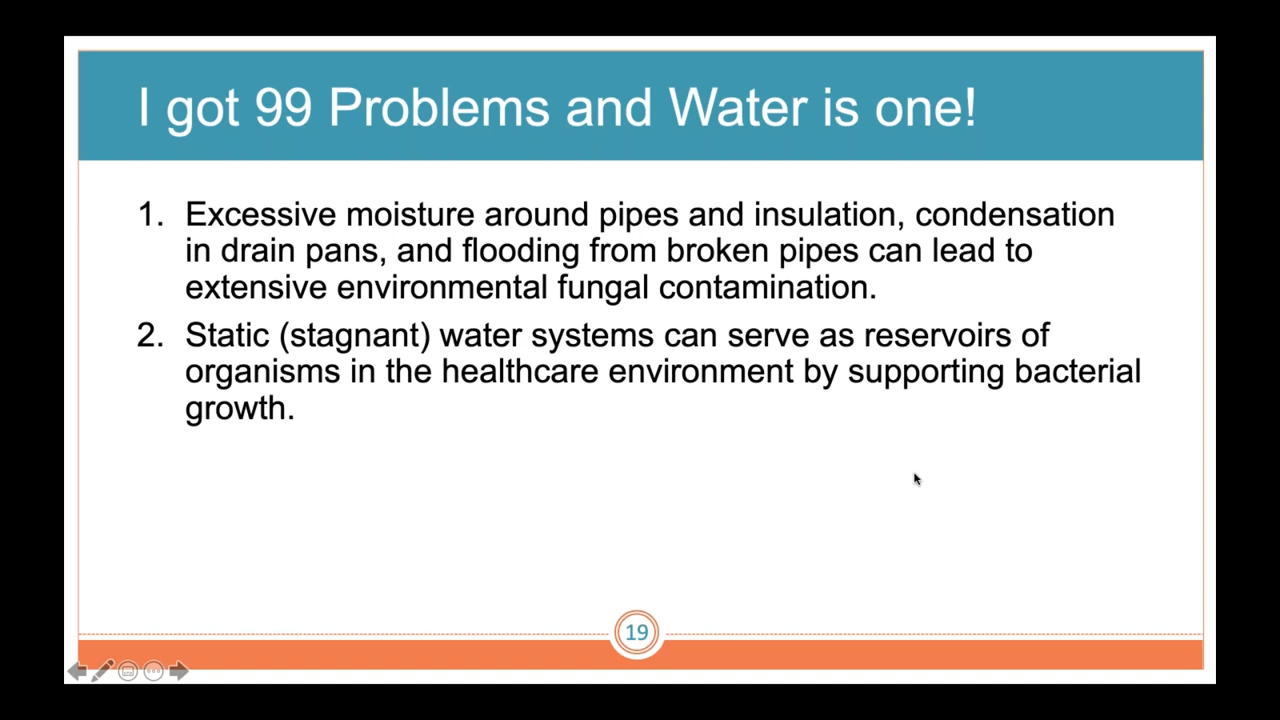 I got 99 Problems and Water is one!
1. Excessive moisture around pipes and insulation, condensation
in drain pans, and flooding from broken pipes can lead to
extensive environmental fungal contamination.
2. Static (stagnant) water systems can serve as reservoirs of
organisms in the healthcare environment by supporting bacterial
growth.
19